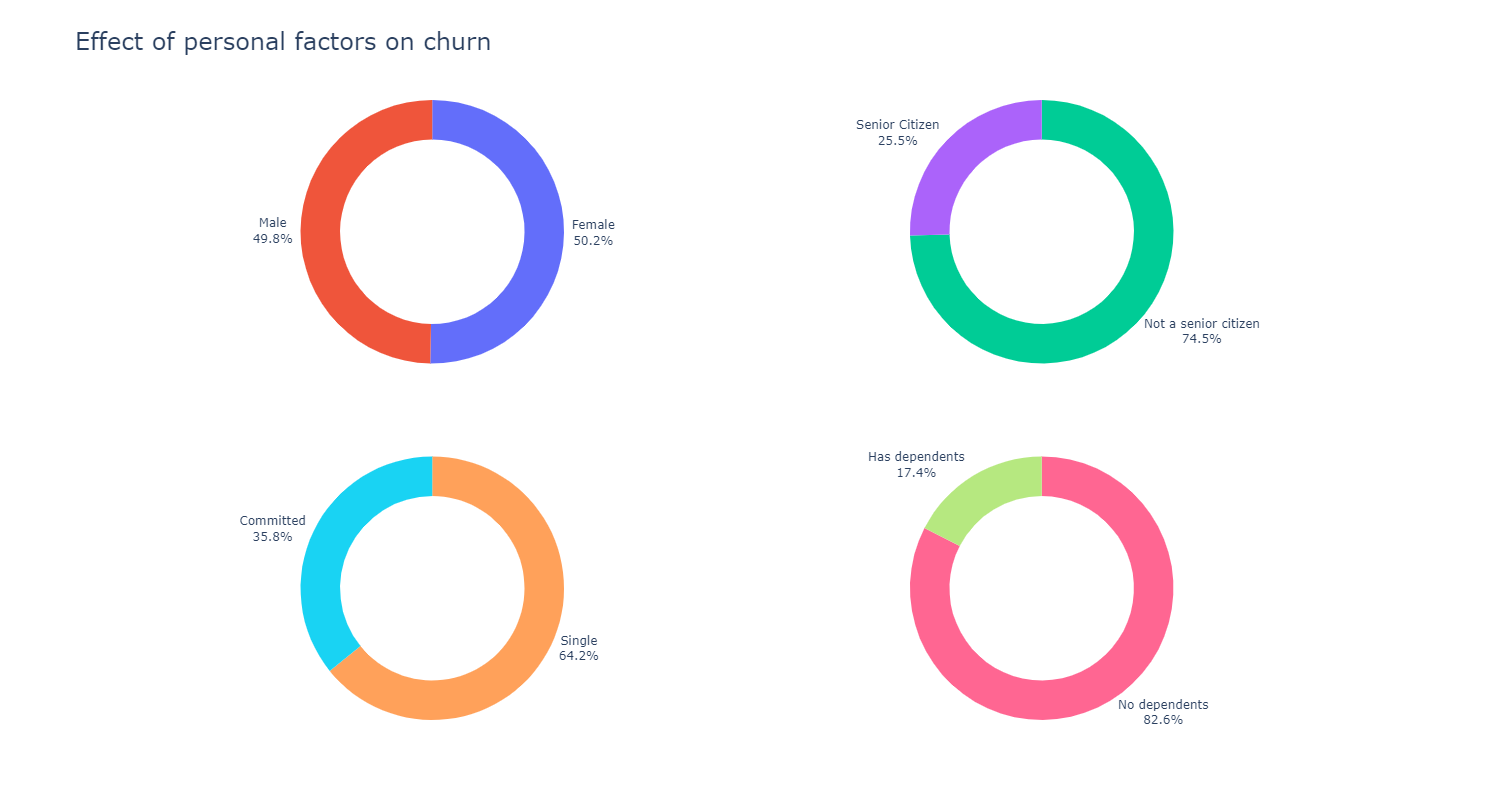 Effect of personal factors on churn
Male
49.8%
Female
50.2%
Senior Citizen
25.5%
Not a senior citizen
74.5%
Committed
35.8%
Single
64.2%
Has dependents
17.4%
No dependents
82.6%